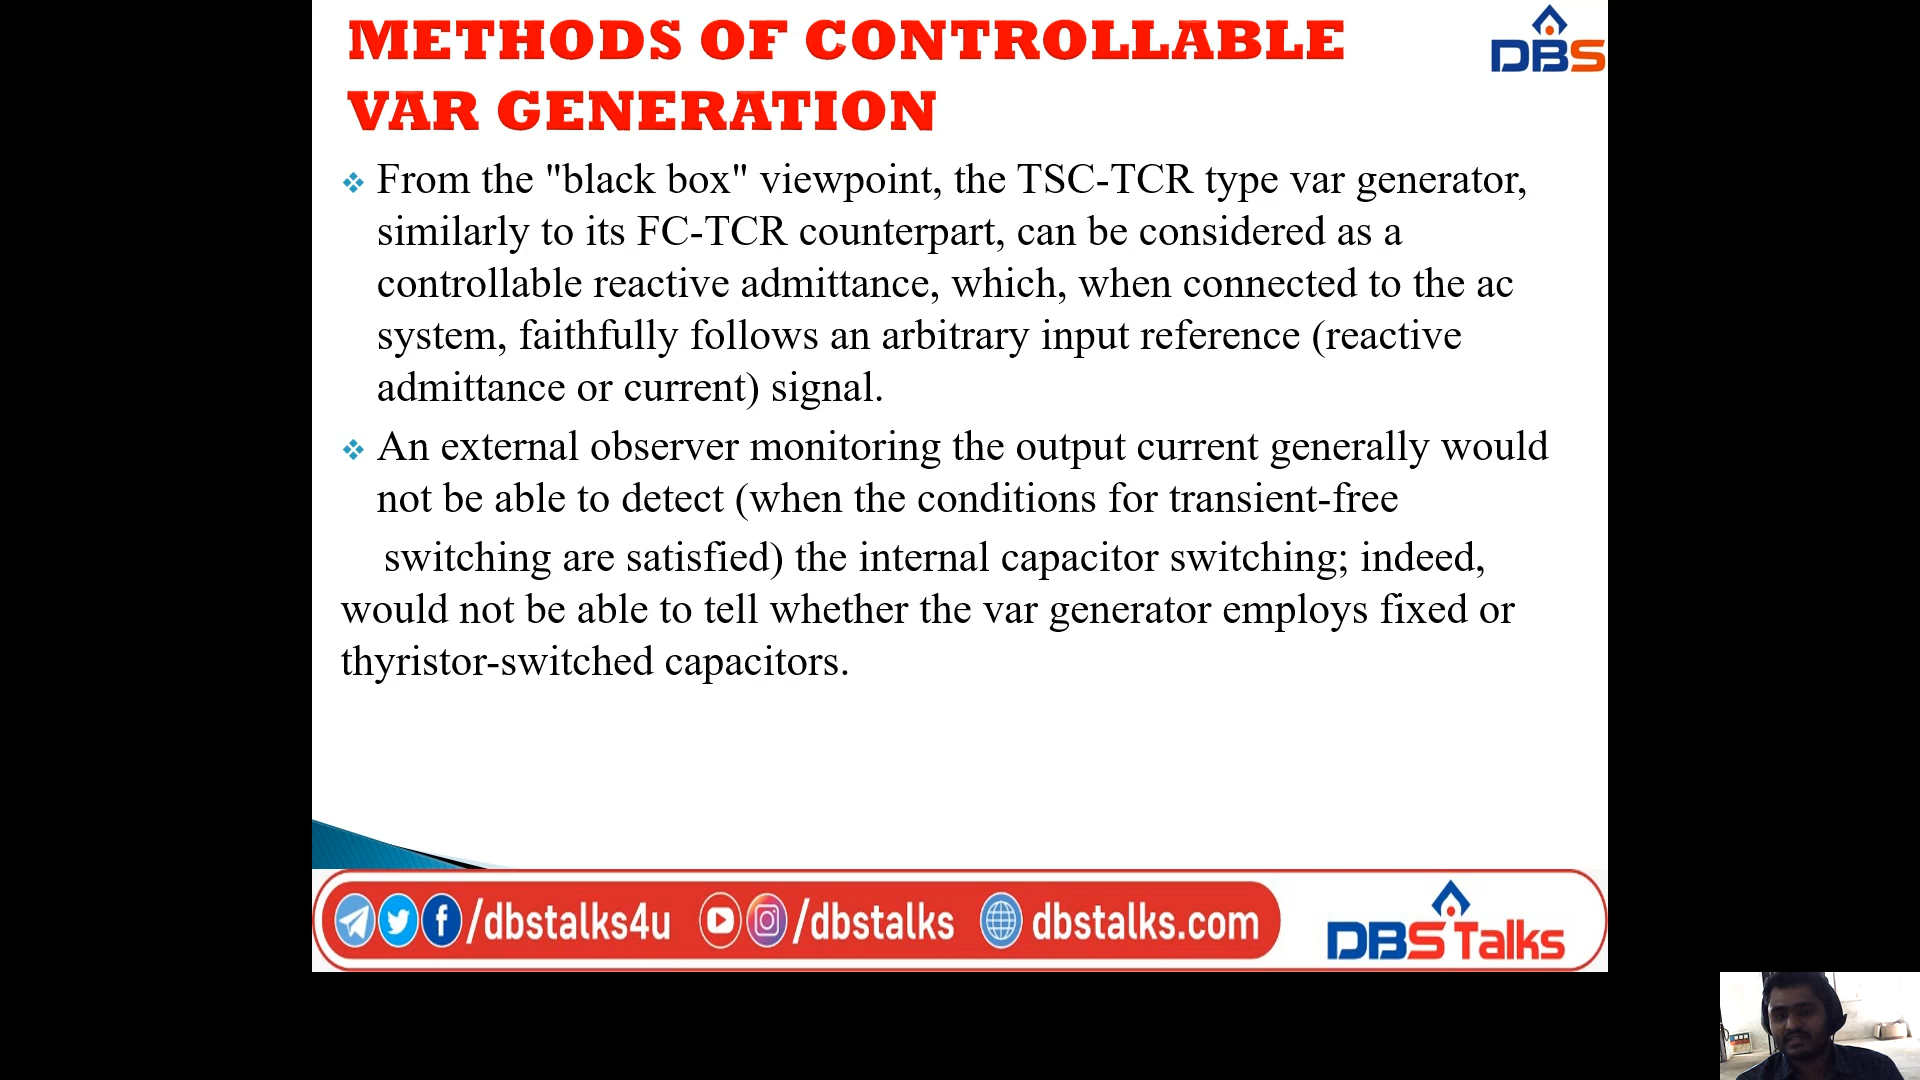 METHODS OF CONTROLLABLE
VAR GENERATION
DBS
From the "black box" viewpoint, the TSC-TCR type var generator,
similarly to its FC-TCR counterpart, can be considered as a
controllable reactive admittance, which, when connected to the ac
system, faithfully follows an arbitrary input reference (reactive
admittance or current) signal.
An external observer monitoring the output current generally would
not be able to detect (when the conditions for transient-free
switching are satisfied) the internal capacitor switching; indeed,
would not be able to tell whether the var generator employs fixed or
thyristor-switched capacitors.
/dbstalks4u /dbstalks dbstalks.com
DBS Talks